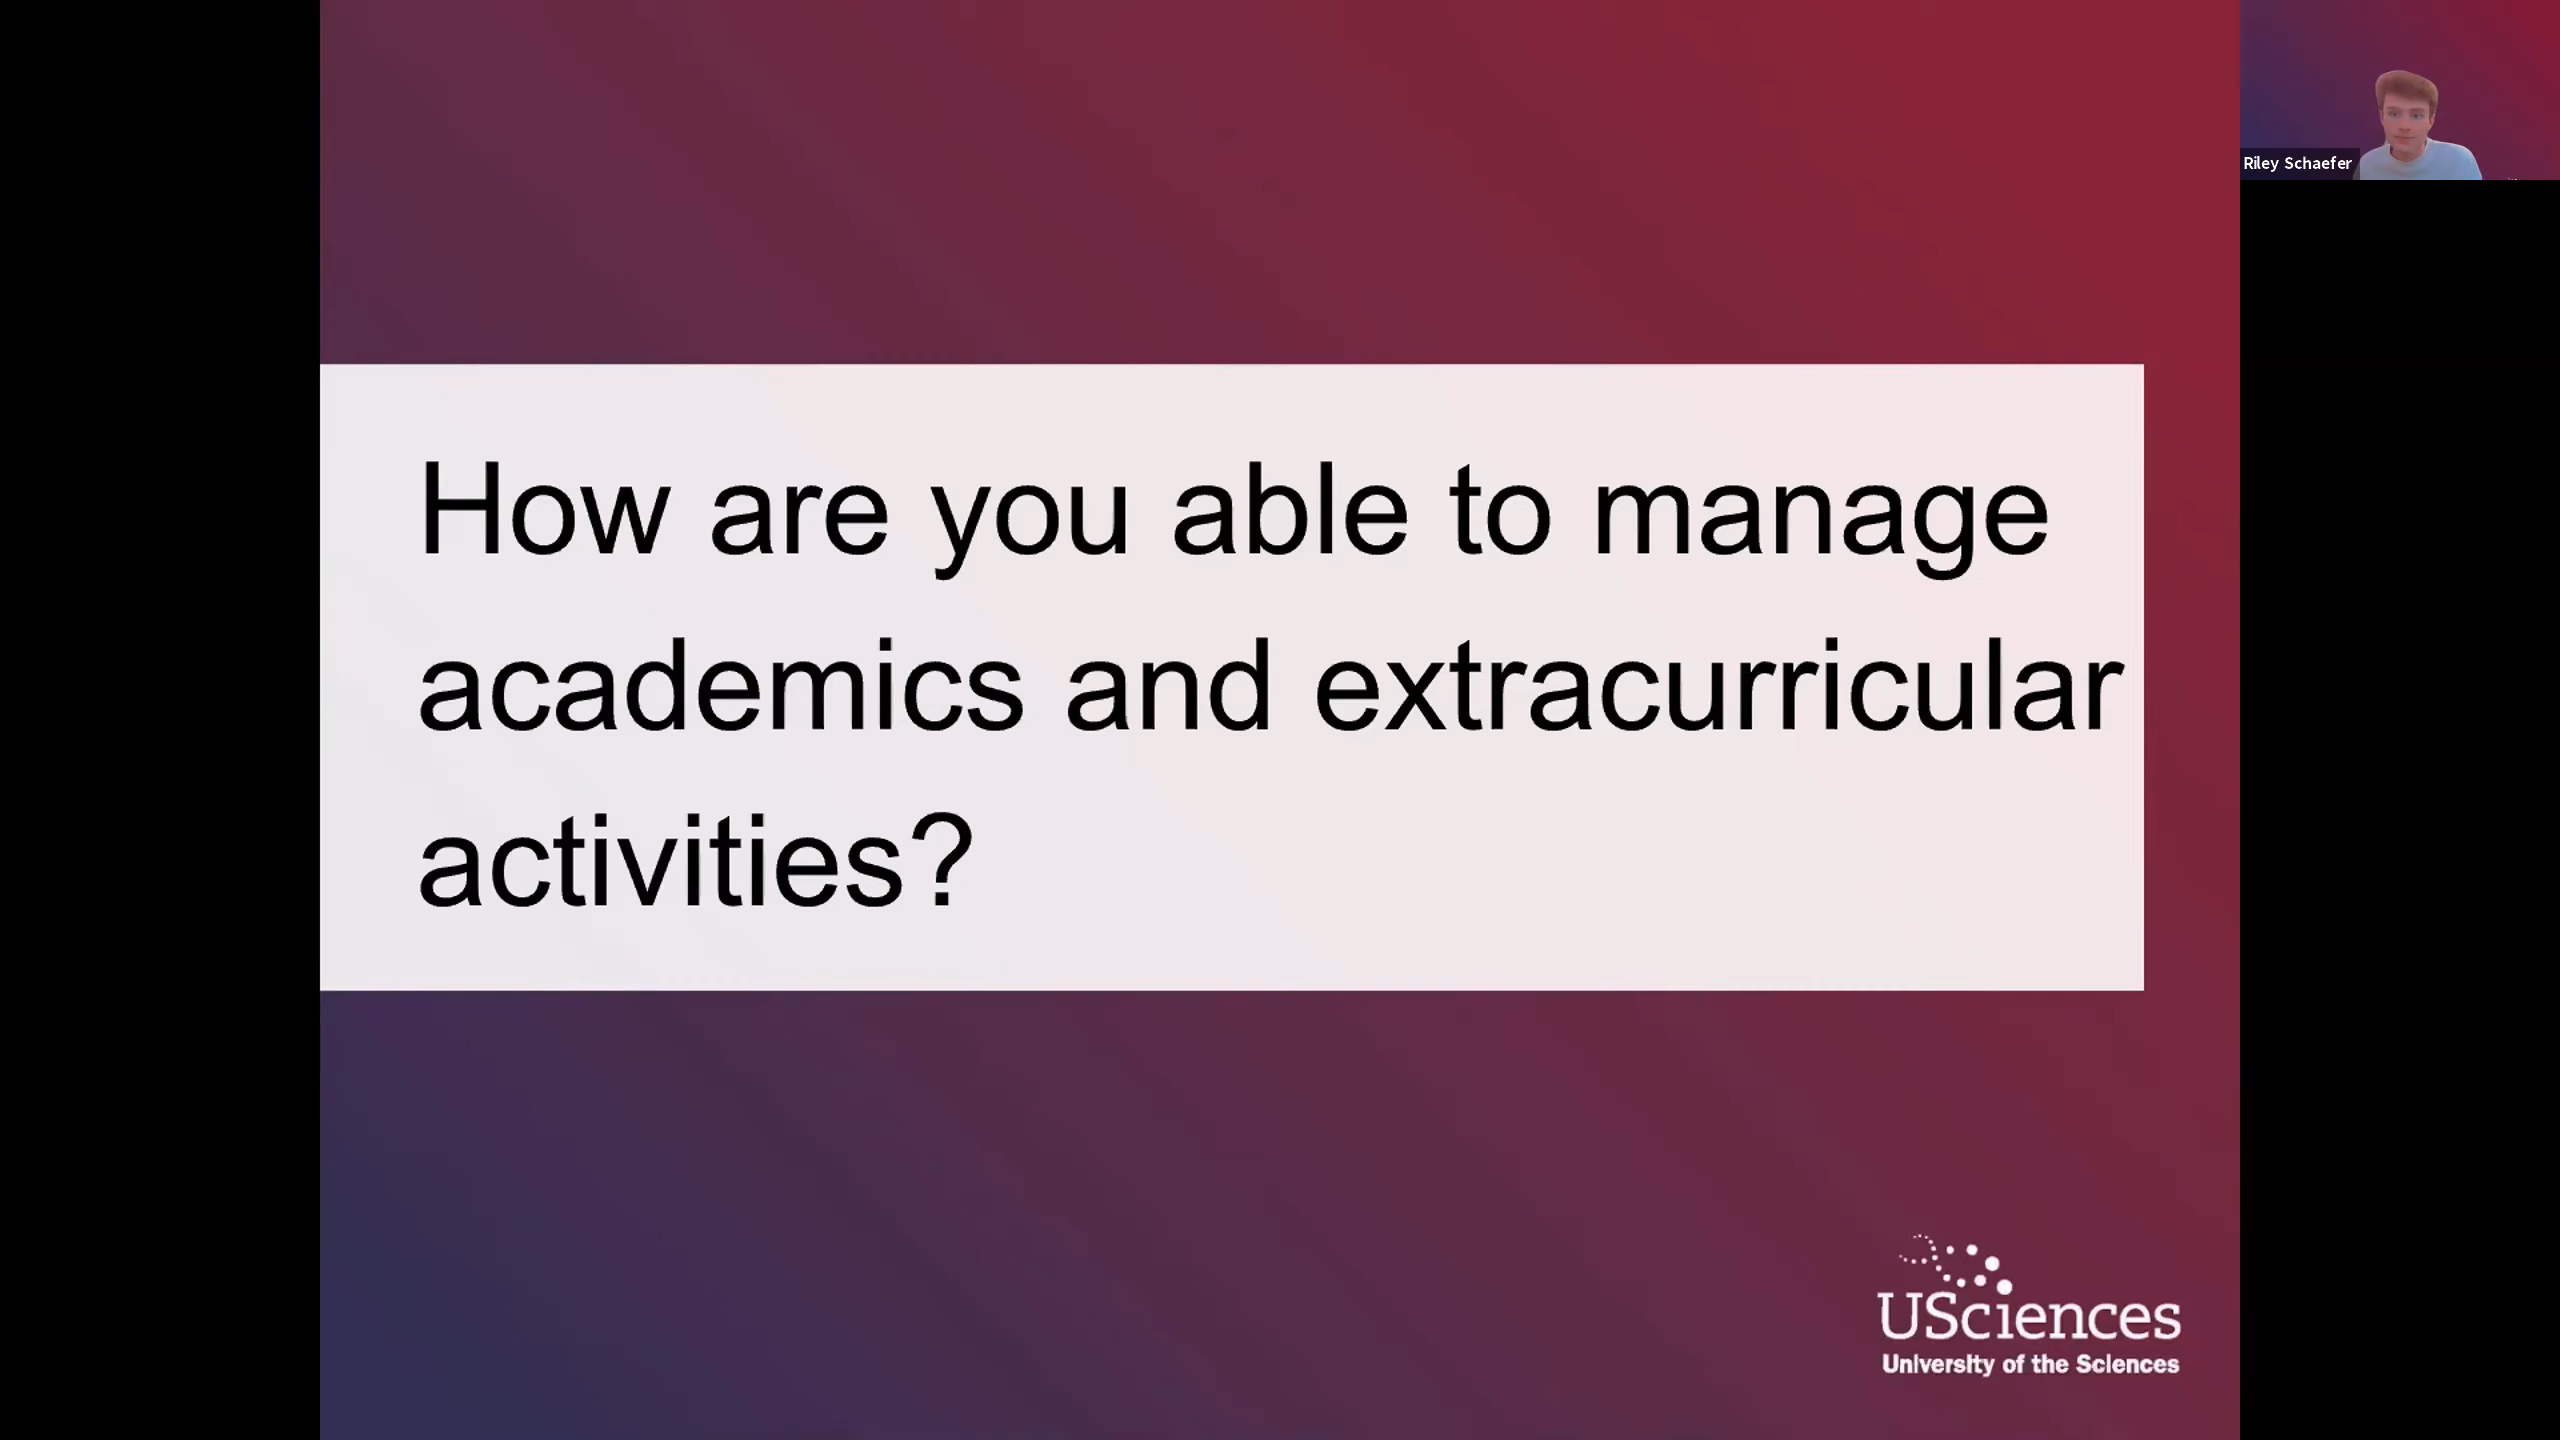 How are you able to manage
academics and extracurricular
activities?
Riley Schaefer
USciences
University of the Sciences